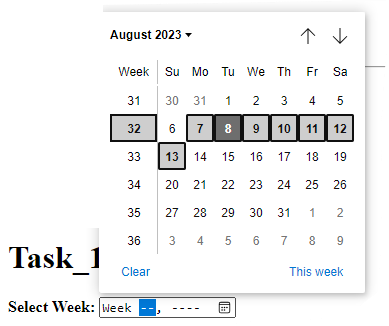 August 2023
Week Su Mo Tu We Th Fr Sa
31 30 31 1 2 3 4 5
32 6 7 8 9 10 11 12
33 13 14 15 16 17 18 19
34 20 21 22 23 24 25 26
35 27 28 29 30 31 1 2
36 3 4 5 6 7 8 9
Clear This week
Task_1
Select Week: Week --, ----